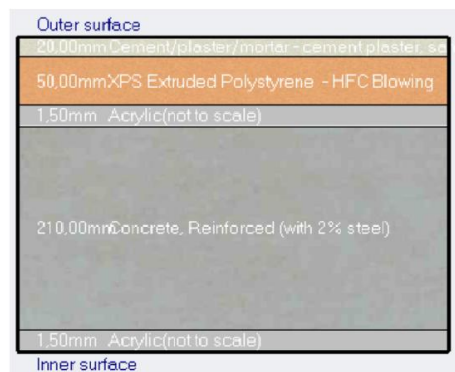 Outer surface
20,00mm Cement/plaster/mortar - cement plaster, sa
50,00mm XPS Extruded Polystyrene - HFC Blowing
1,50mm Acrylic(not to scale)
210,00mm Concrete, Reinforced (with 2% steel)
1,50mm Acrylic(not to scale)
Inner surface